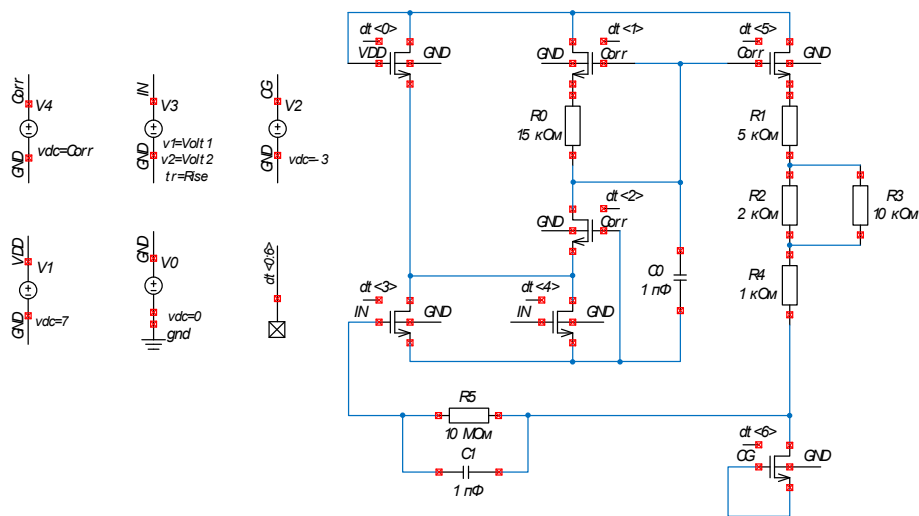 dt<0>
VDD
GND
dt<1>
GND
Corr
dt<5>
Corr
GND
Corr
V4
GND
vdc=Corr
IN
V3
GND
v1=Volt 1
v2=Volt 2
tr=Rise
CG
V2
GND
vdc=-3
R0
15 кОм
R1
5 кОм
R2
2 кОм
R3
10 кОм
dt<2>
GND
Corr
VDD
V1
GND
vdc=7
GND
V0
vdc=0
gnd
dt<0:6>
C0
1 пФ
R4
1 кОм
dt<3>
IN
GND
dt<4>
IN
GND
R5
10 МОм
C1
1 пФ
dt<6>
CG
GND